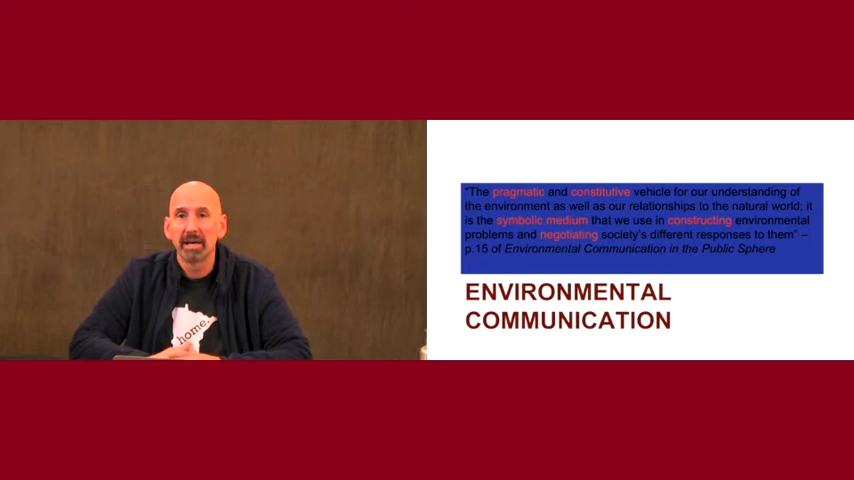 home.
"The pragmatic and constitutive vehicle for our understanding of
the environment as well as our relationships to the natural world; it
is the symbolic medium that we use in constructing environmental
problems and negotiating society's different responses to them" –
p.15 of Environmental Communication in the Public Sphere
ENVIRONMENTAL
COMMUNICATION